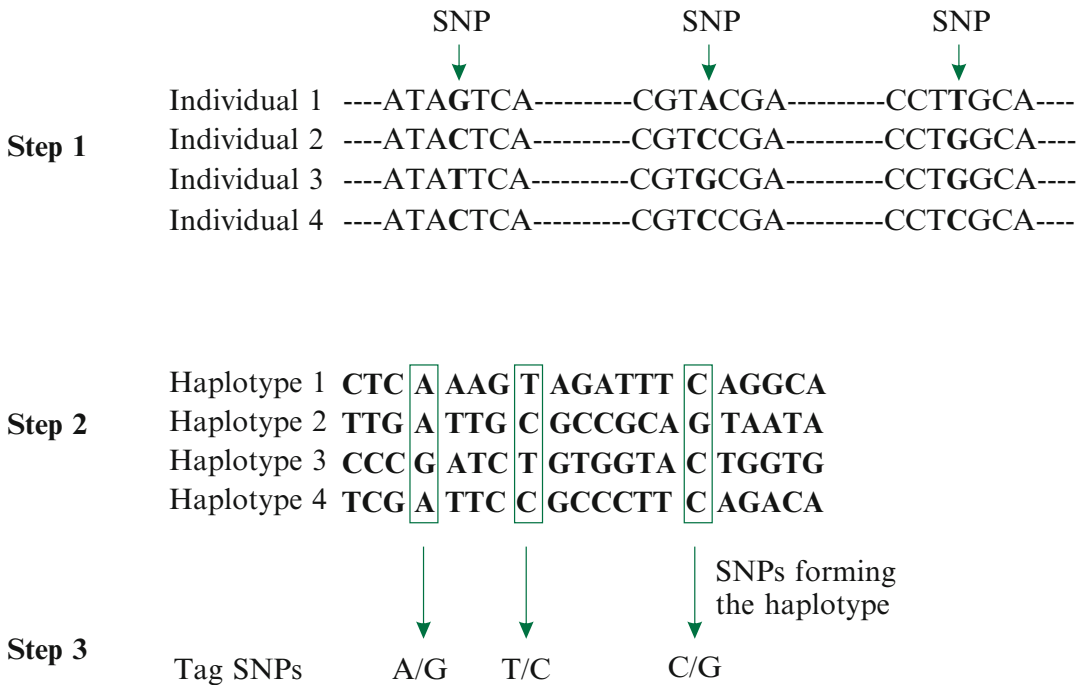 SNP SNP SNP
Individual 1 ----ATAGTCA----------CGTACGA----------CCTTGCA----
Step 1
Individual 2 ----ATACTCA----------CGTCCGA----------CCTGGCA----
Individual 3 ----ATATTCA----------CGTGCGA----------CCTGGCA----
Individual 4 ----ATACTCA----------CGTCCGA----------CCTCGCA----
Haplotype 1 CTC A AAG T AGATTT C AGGCA
Step 2
Haplotype 2 TTG A TTG C GCCGCA G TAATA
Haplotype 3 CCC G ATC T GTGGTA C TGGTG
Haplotype 4 TCG A TTC C GCCCTT C AGACA
SNPs forming
the haplotype
Step 3
Tag SNPs A/G T/C C/G